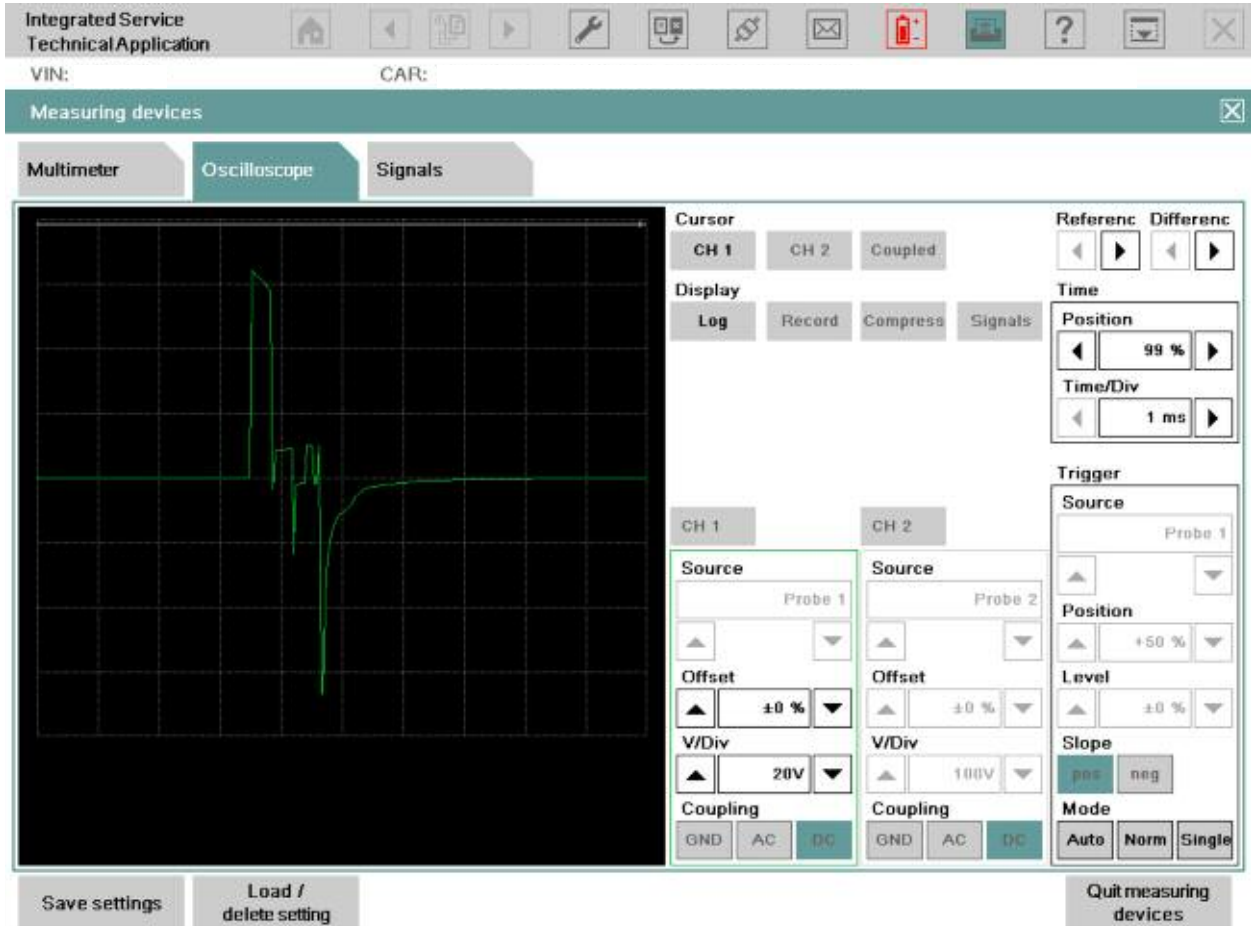 Integrated Service
Technical Application
?
VIN: CAR:
Measuring devices
Multimeter Oscilloscope Signals
Cursor
CH 1 CH 2 Coupled
Referenc Differenc
Display
Log Record Compress Signals
Time
Position
99 %
Time/Div
1 ms
CH 1 CH 2
Source
Probe 1
Offset
±0 %
V/Div
20V
Coupling
GND AC DC
Source
Probe 2
Offset
±0 %
V/Div
100V
Coupling
GND AC DC
Trigger
Source
Probe 1
Position
+50 %
Level
±0 %
Slope
pos neg
Mode
Auto Norm Single
Save settings
Load /
delete setting
Quit measuring
devices